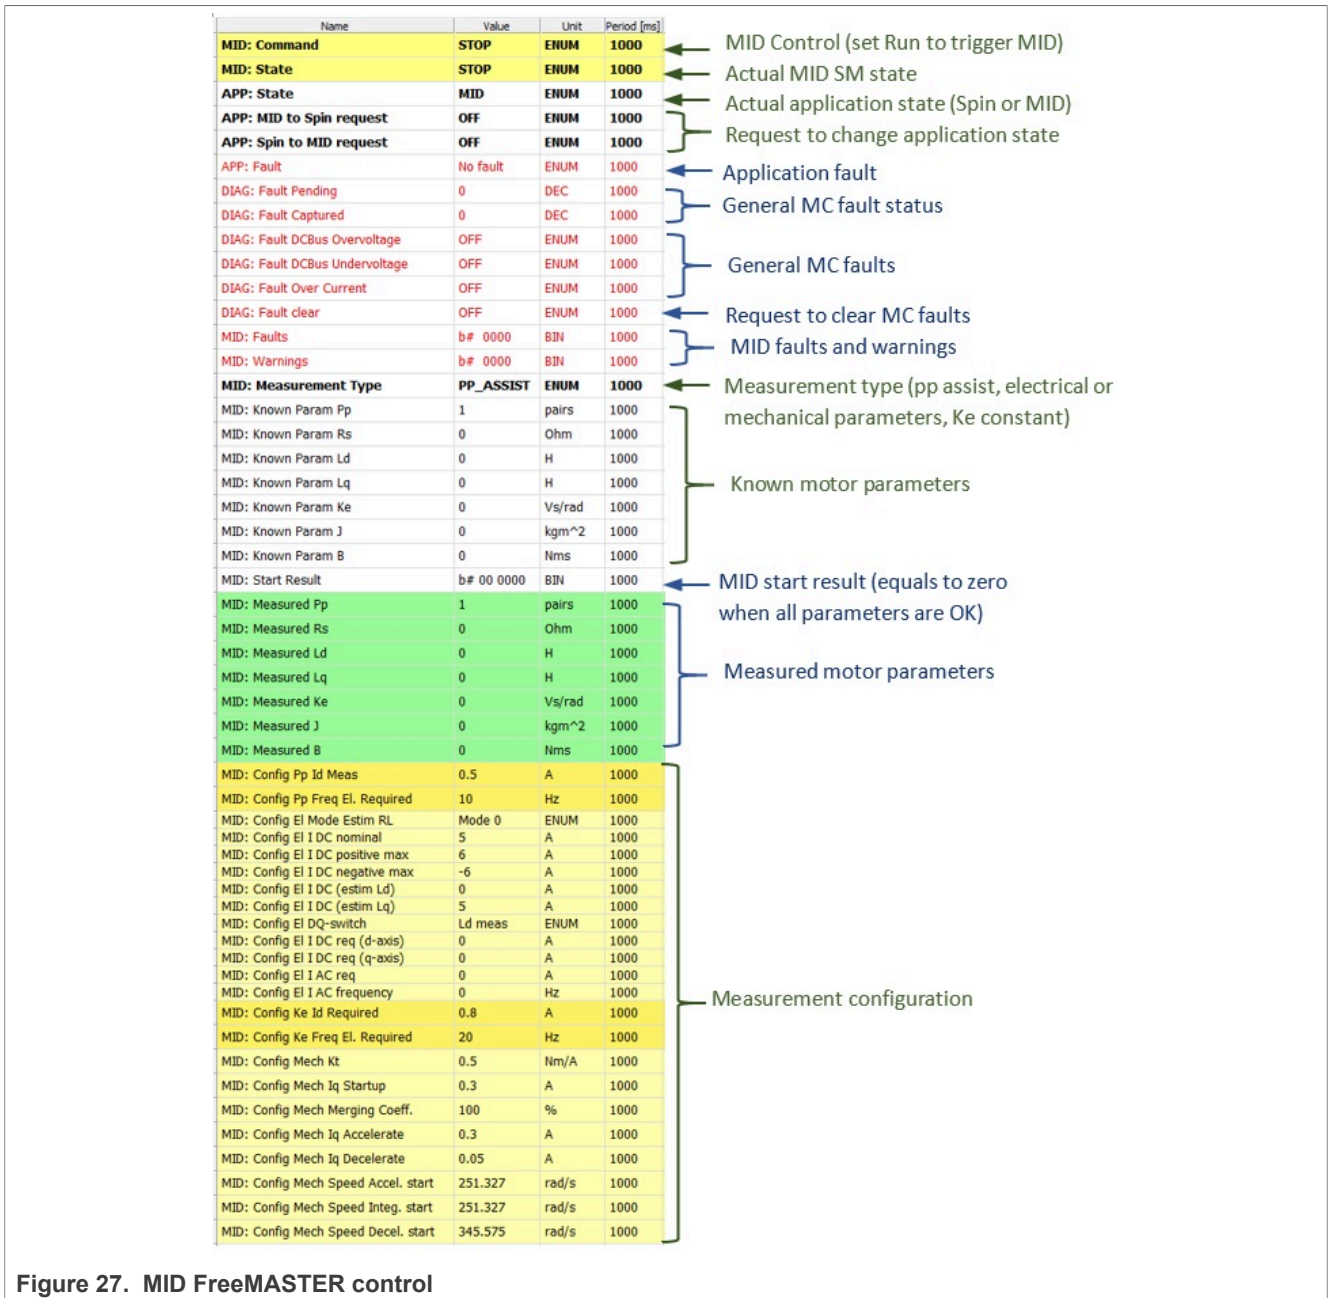 Name Value Unit Period [ms]
MID: Command STOP ENUM 1000 MID Control (set Run to trigger MID)
MID: State STOP ENUM 1000 Actual MID SM state
APP: State MID ENUM 1000 Actual application state (Spin or MID)
APP: MID to Spin request OFF ENUM 1000
Request to change application state
APP: Spin to MID request OFF ENUM 1000
APP: Fault No fault ENUM 1000 Application fault
DIAG: Fault Pending 0 DEC 1000
General MC fault status
DIAG: Fault Captured 0 DEC 1000
DIAG: Fault DCBus Overvoltage OFF ENUM 1000
DIAG: Fault DCBus Undervoltage OFF ENUM 1000 General MC faults
DIAG: Fault Over Current OFF ENUM 1000
DIAG: Fault clear OFF ENUM 1000 Request to clear MC faults
MID: Faults b# 0000 BIN 1000
MID faults and warnings
MID: Warnings b# 0000 BIN 1000
MID: Measurement Type PP_ASSIST ENUM 1000 Measurement type (pp assist, electrical or
mechanical parameters, Ke constant)
MID: Known Param Pp 1 pairs 1000
MID: Known Param Rs 0 Ohm 1000
MID: Known Param Ld 0 H 1000
MID: Known Param Lq 0 H 1000 Known motor parameters
MID: Known Param Ke 0 Vs/rad 1000
MID: Known Param J 0 kgm^2 1000
MID: Known Param B 0 Nms 1000
MID: Start Result b# 00 0000 BIN 1000 MID start result (equals to zero
when all parameters are OK)
MID: Measured Pp 1 pairs 1000
MID: Measured Rs 0 Ohm 1000
MID: Measured Ld 0 H 1000
MID: Measured Lq 0 H 1000 Measured motor parameters
MID: Measured Ke 0 Vs/rad 1000
MID: Measured J 0 kgm^2 1000
MID: Measured B 0 Nms 1000
MID: Config Pp Id Meas 0.5 A 1000
MID: Config Pp Freq El. Required 10 Hz 1000
MID: Config El Mode Estim RL Mode 0 ENUM 1000
MID: Config El I DC nominal 5 A 1000
MID: Config El I DC positive max 6 A 1000
MID: Config El I DC negative max -6 A 1000
MID: Config El I DC (estim Ld) 0 A 1000
MID: Config El I DC (estim Lq) 5 A 1000
MID: Config El DQ-switch Ld meas ENUM 1000
MID: Config El I DC req (d-axis) 0 A 1000
MID: Config El I DC req (q-axis) 0 A 1000
MID: Config El I AC req 0 A 1000
MID: Config El I AC frequency 0 Hz 1000
Measurement configuration
MID: Config Ke Id Required 0.8 A 1000
MID: Config Ke Freq El. Required 20 Hz 1000
MID: Config Mech Kt 0.5 Nm/A 1000
MID: Config Mech Iq Startup 0.3 A 1000
MID: Config Mech Merging Coeff. 100 % 1000
MID: Config Mech Iq Accelerate 0.3 A 1000
MID: Config Mech Iq Decelerate 0.05 A 1000
MID: Config Mech Speed Accel. start 251.327 rad/s 1000
MID: Config Mech Speed Integ. start 251.327 rad/s 1000
MID: Config Mech Speed Decel. start 345.575 rad/s 1000
Figure 27. MID FreeMASTER control